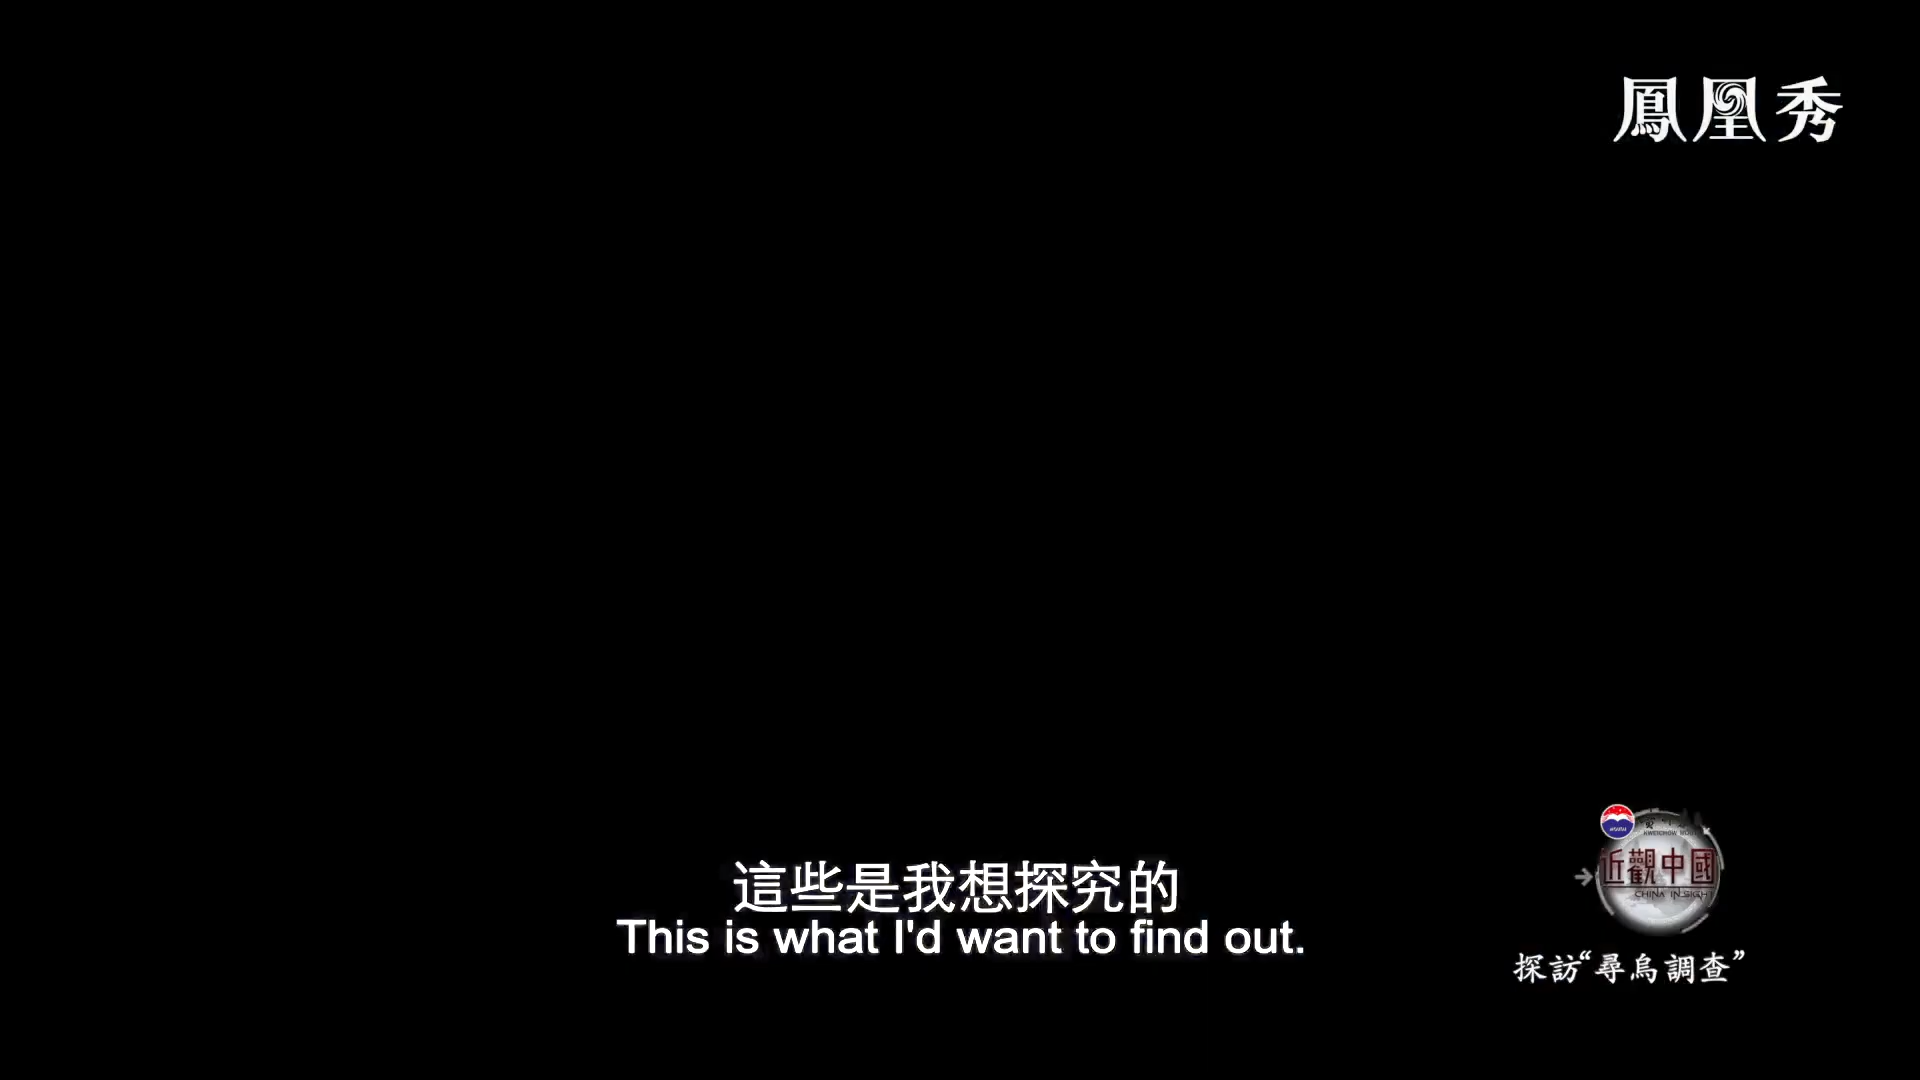 鳳凰秀
這些是我想探究的
This is what I'd want to find out.
近觀中國
CHINA INSIGHT
探訪“尋烏調查”